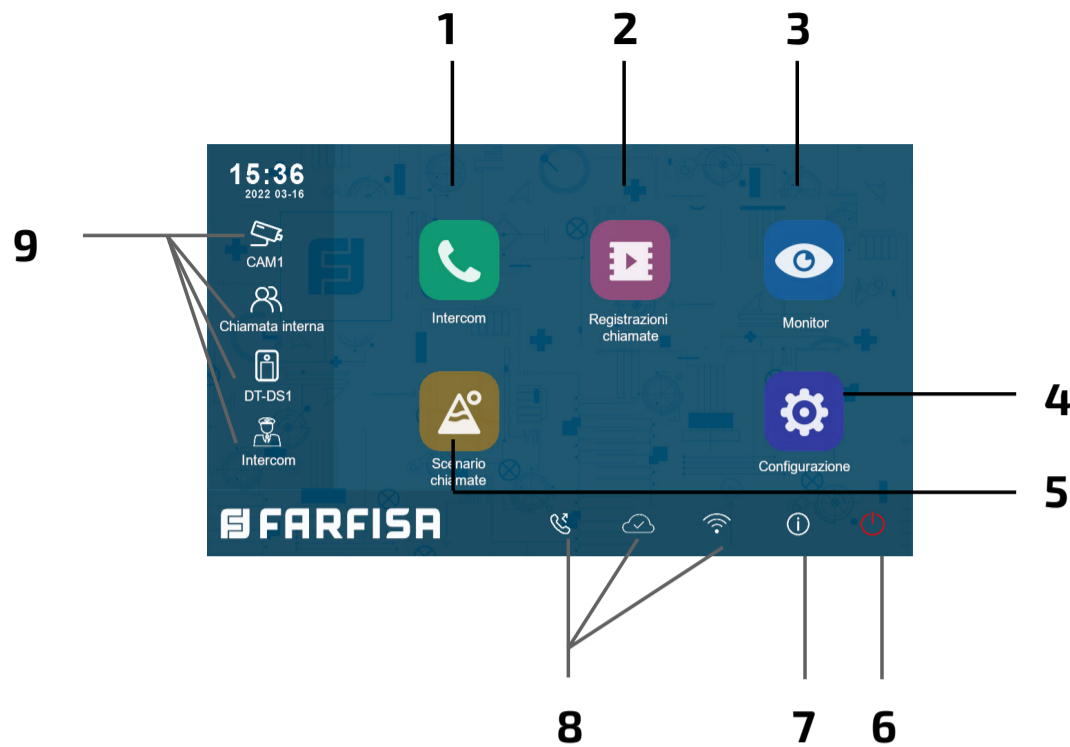 1
2
3
15:36
2022 03-16
9
CAM1
Intercom
Registrazioni
chiamate
Monitor
Chiamata interna
DT-DS1
4
Intercom
Scenario
chiamate
Configurazione
5
FARFISA
8
7
6